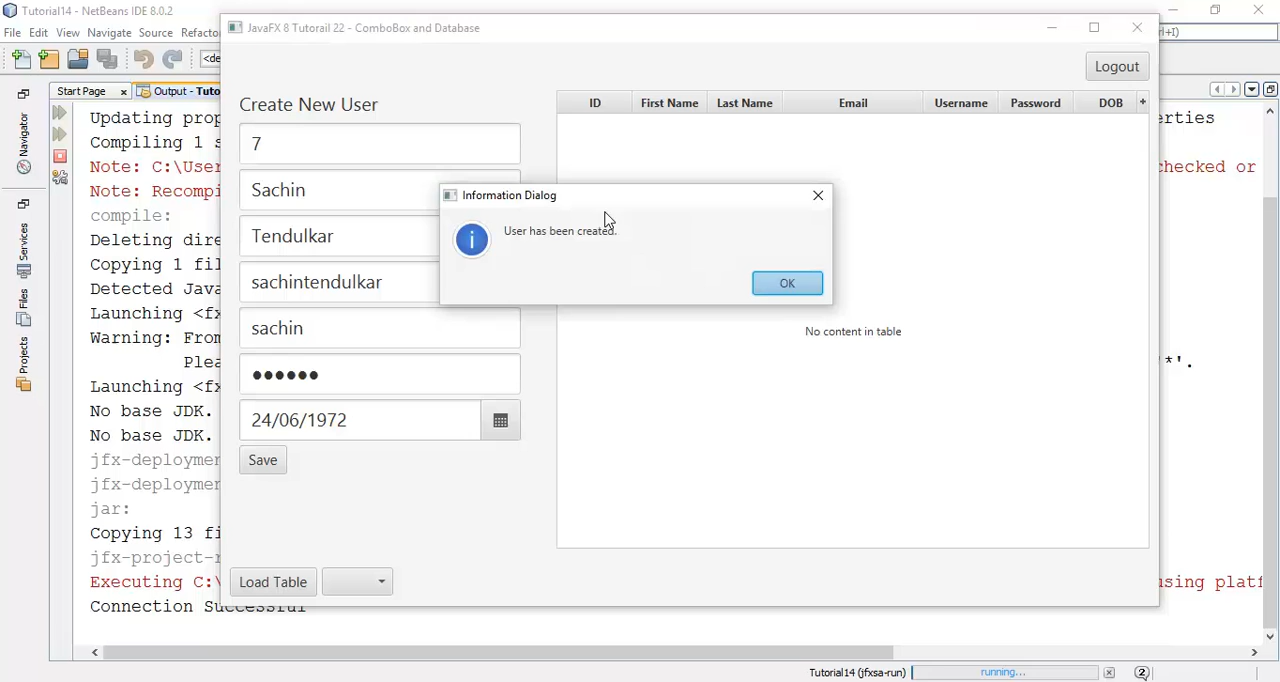 Tutorial14 - NetBeans IDE 8.0.2
JavaFX 8 Tutorail 22 - ComboBox and Database
File Edit View Navigate Source Refactor
l+I)
<de
Logout
Start Page
Output - Tuto
Navigator
Services
Files
Projects
Updating prop
erties
Compiling 1 s
Note: C:\User
checked or
Note: Recompi
compile:
Deleting dire
Copying 1 fil
Detected Java
Launching <fx
Warning: From
Plea
'*'.
Launching <fx
No base JDK.
No base JDK.
jfx-deployment
jfx-deployment
jar:
Copying 13 fi
jfx-project-r
Executing C:\
using platf
Connection Successful
Create New User
7
Sachin
Tendulkar
sachintendulkar
sachin
●●●●●●
24/06/1972
Save
Load Table
ID First Name Last Name Email Username Password DOB +
No content in table
Information Dialog
User has been created.
OK
Tutorial14 (jfxsa-run)
running...
2